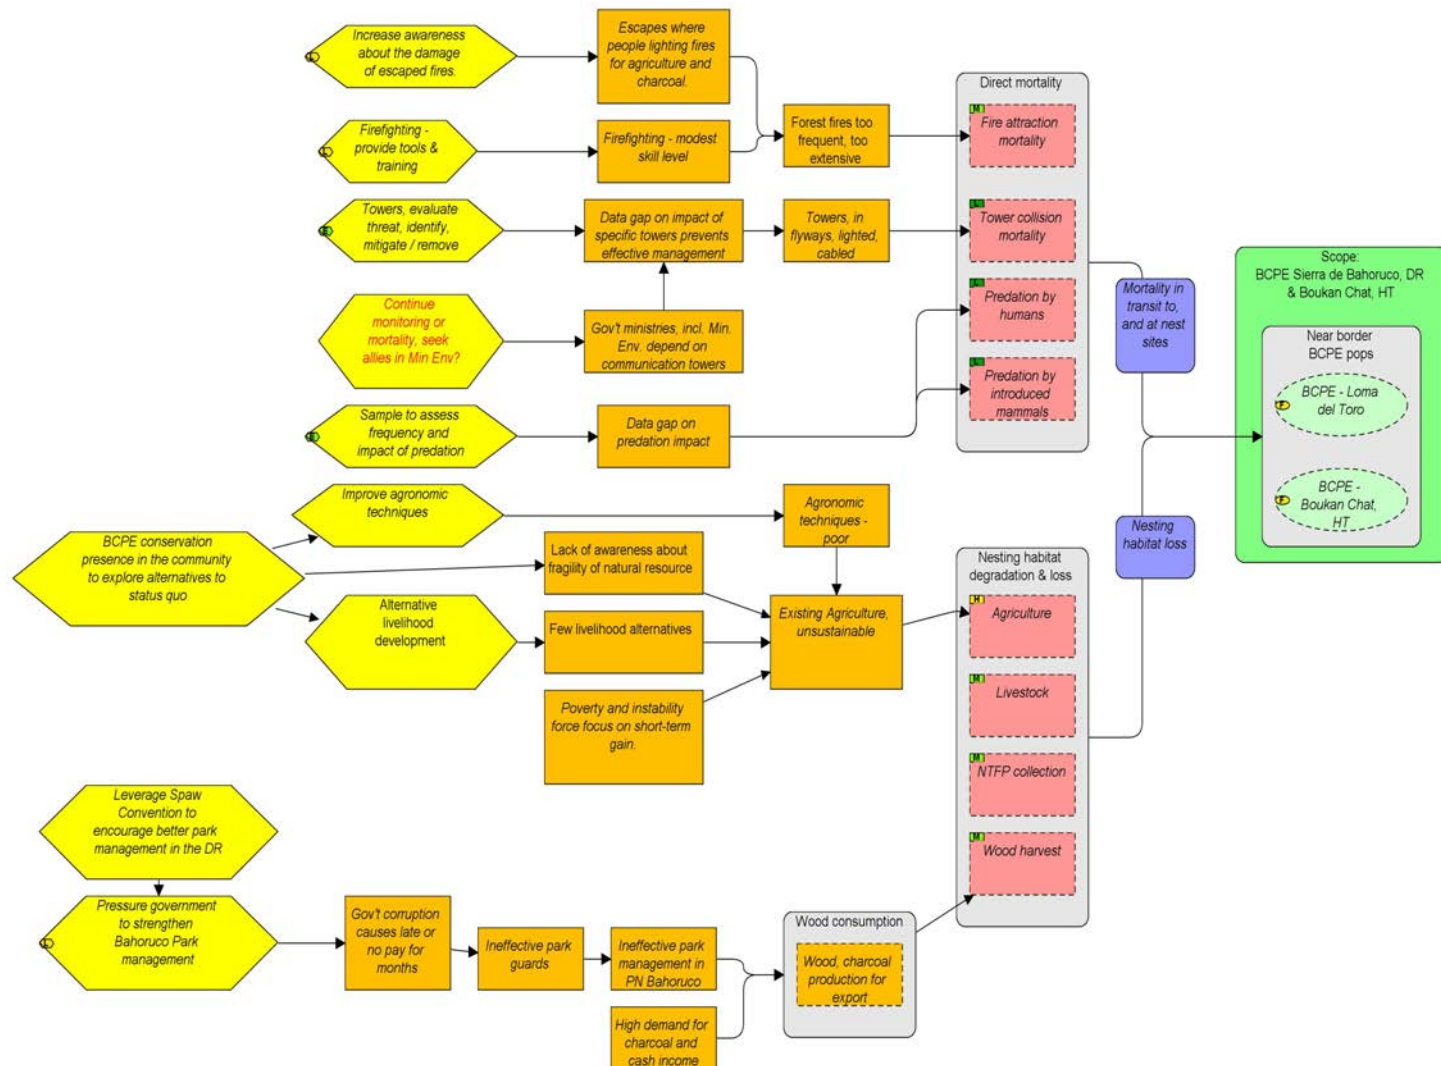 Increase awareness
about the damage
of escaped fires.
Escapes where
people lighting fires
for agriculture and
charcoal.
Firefighting -
provide tools &
training
Firefighting - modest
skill level
Forest fires too
frequent, too
extensive
Direct mortality
M
Fire attraction
mortality
Towers, evaluate
threat, identify,
mitigate / remove
Data gap on impact of
specific towers prevents
effective management
Towers, in
flyways, lighted,
cabled
L
Tower collision
mortality
Continue
monitoring or
mortality, seek
allies in Min Env?
Gov't ministries, incl. Min.
Env. depend on
communication towers
L
Predation by
humans
L
Predation by
introduced
mammals
Sample to assess
frequency and
impact of predation
Data gap on
predation impact
Mortality in
transit to,
and at nest
sites
Scope:
BCPE Sierra de Bahoruco, DR
& Boukan Chat, HT
Near border
BCPE pops
BCPE - Loma
del Toro
BCPE -
Boukan Chat,
HT
Nesting
habitat loss
Improve agronomic
techniques
Agronomic
techniques -
poor
BCPE conservation
presence in the community
to explore alternatives to
status quo
Lack of awareness about
fragility of natural resource
Alternative
livelihood
development
Few livelihood alternatives
Existing Agriculture,
unsustainable
Poverty and instability
force focus on short-term
gain.
Nesting habitat
degradation & loss
H
Agriculture
M
Livestock
M
NTFP collection
M
Wood harvest
Leverage Spaw
Convention to
encourage better park
management in the DR
Pressure government
to strengthen
Bahoruco Park
management
Gov't corruption
causes late or
no pay for
months
Ineffective park
guards
Ineffective park
management in
PN Bahoruco
High demand for
charcoal and
cash income
Wood consumption
Wood, charcoal
production for
export